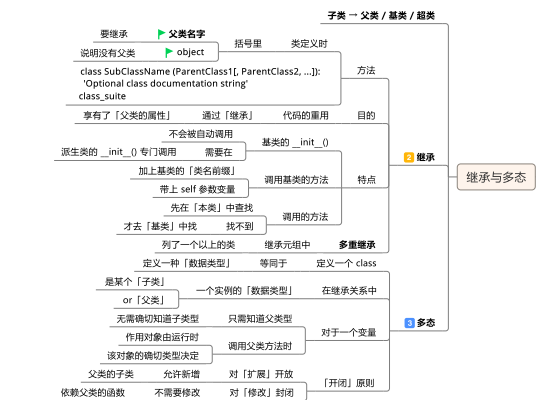 继承与多态
子类 → 父类 / 基类 / 超类
2 继承
方法
类定义时
括号里
父类名字
要继承
object
说明没有父类
class SubClassName (ParentClass1[, ParentClass2, ...]):
'Optional class documentation string'
class_suite
目的
代码的重用
通过「继承」
享有了「父类的属性」
特点
基类的 __init__()
不会被自动调用
需要在
派生类的 __init__() 专门调用
调用基类的方法
加上基类的「类名前缀」
带上 self 参数变量
调用的方法
先在「本类」中查找
找不到
才去「基类」中找
多重继承
继承元组中
列了一个以上的类
3 多态
定义一个 class
等同于
定义一种「数据类型」
在继承关系中
一个实例的「数据类型」
是某个「子类」
or「父类」
对于一个变量
只需知道父类型
无需确切知道子类型
调用父类方法时
作用对象由运行时
该对象的确切类型决定
「开闭」原则
对「扩展」开放
允许新增
父类的子类
对「修改」封闭
不需要修改
依赖父类的函数